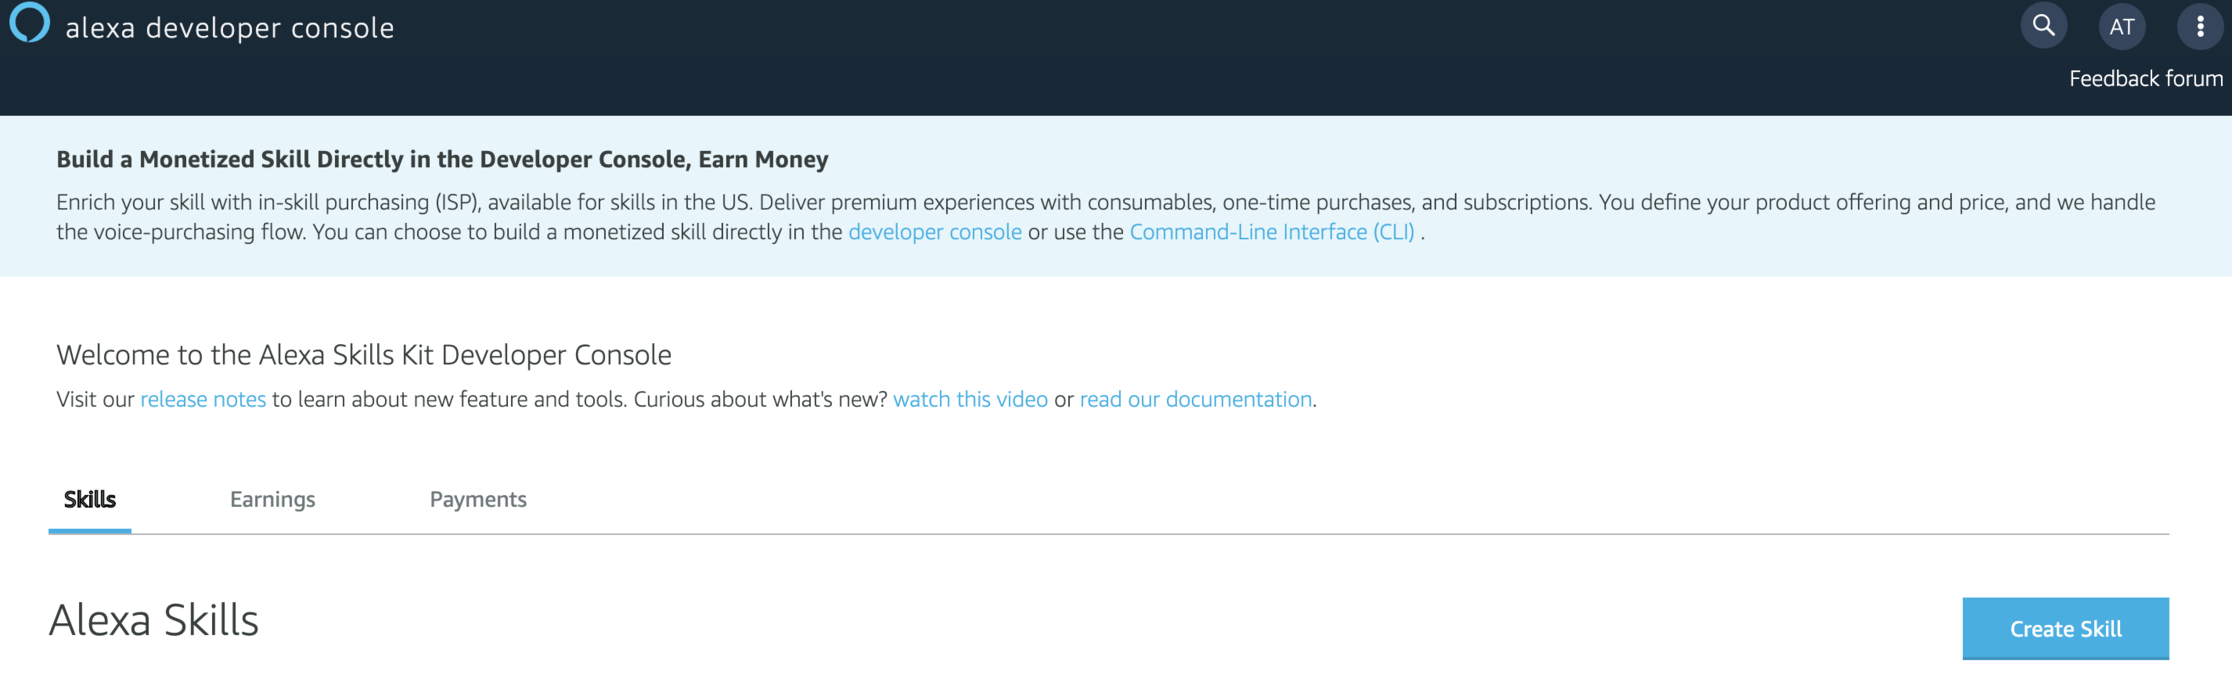 alexa developer console
AT
Feedback forum
Build a Monetized Skill Directly in the Developer Console, Earn Money
Enrich your skill with in-skill purchasing (ISP), available for skills in the US. Deliver premium experiences with consumables, one-time purchases, and subscriptions. You define your product offering and price, and we handle
the voice-purchasing flow. You can choose to build a monetized skill directly in the developer console or use the Command-Line Interface (CLI) .
Welcome to the Alexa Skills Kit Developer Console
Visit our release notes to learn about new feature and tools. Curious about what's new? watch this video or read our documentation.
Skills Earnings Payments
Alexa Skills
Create Skill